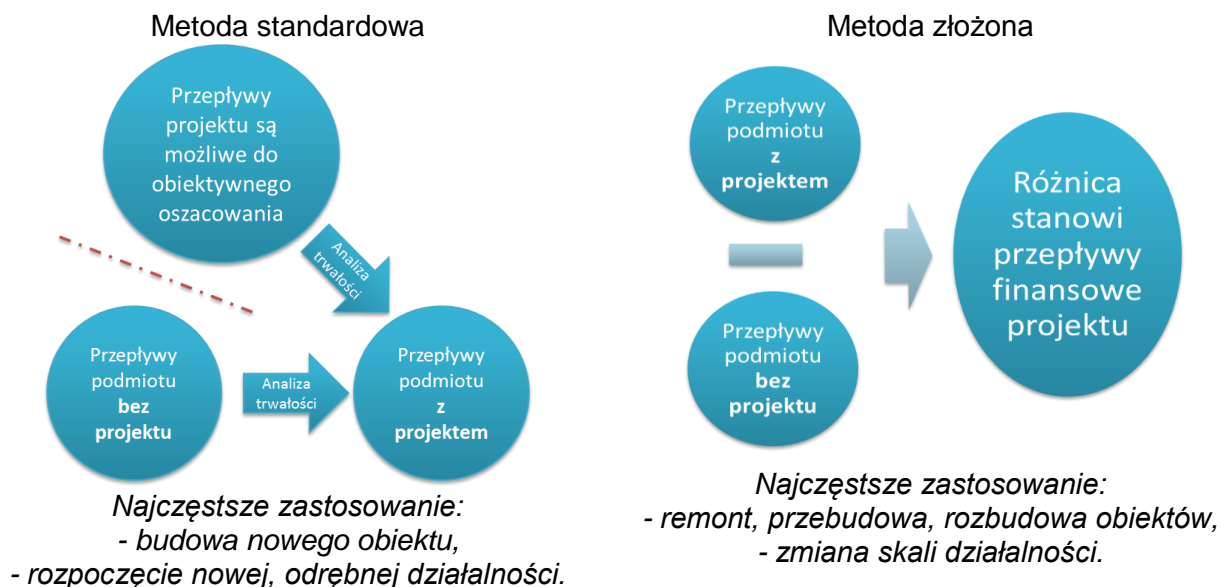 Metoda standardowa
Przepływy
projektu są
możliwe do
obiektywnego
oszacowania
Analiza
trwałości
Przepływy
podmiotu
bez
projektu
Analiza
trwałości
Przepływy
podmiotu
z
projektem
Najczęstsze zastosowanie:
- budowa nowego obiektu,
- rozpoczęcie nowej, odrębnej działalności.
Metoda złożona
Przepływy
podmiotu
z
projektem
Przepływy
podmiotu
bez
projektu
Różnica
stanowi
przepływy
finansowe
projektu
Najczęstsze zastosowanie:
- remont, przebudowa, rozbudowa obiektów,
- zmiana skali działalności.